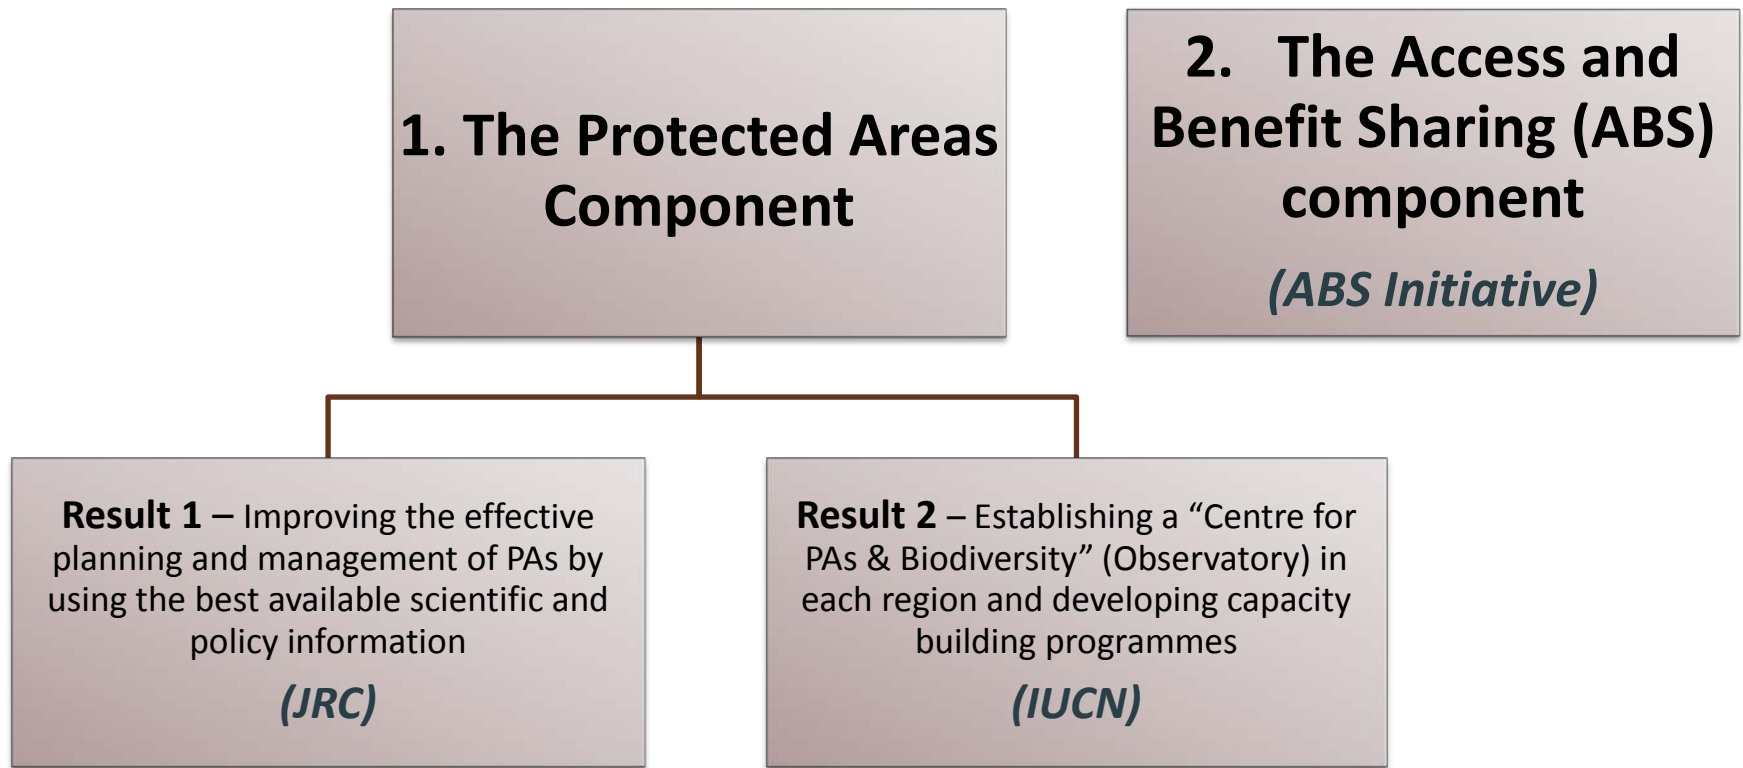 1. The Protected Areas
Component
2. The Access and
Benefit Sharing (ABS)
component
(ABS Initiative)
Result 1 – Improving the effective
planning and management of PAs by
using the best available scientific and
policy information
(JRC)
Result 2 – Establishing a “Centre for
PAs & Biodiversity” (Observatory) in
each region and developing capacity
building programmes
(IUCN)